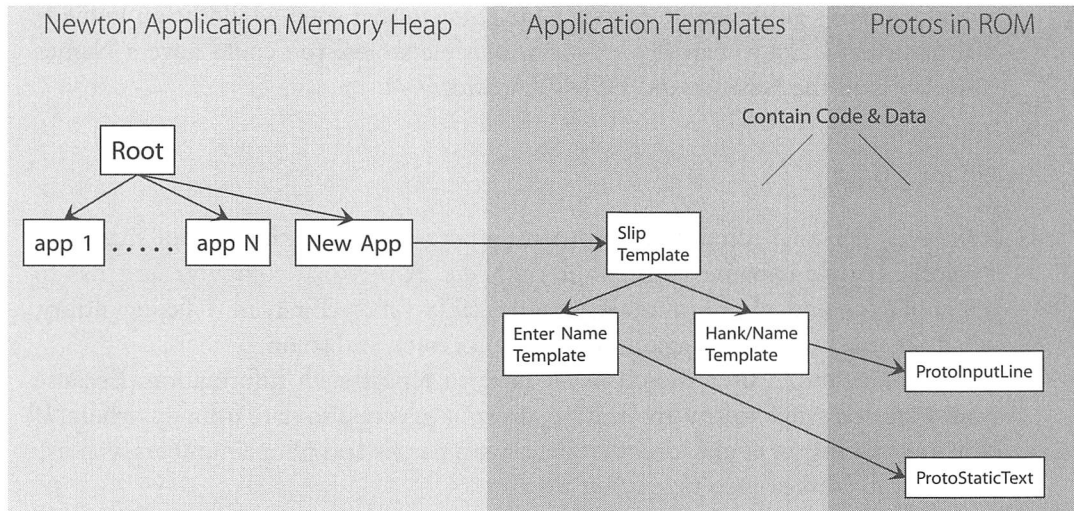 Newton Application Memory Heap
Application Templates
Protos in ROM
Contain Code & Data
Root
app 1 . . . . . app N
New App
Slip
Template
Enter Name
Template
Hank/Name
Template
ProtoInputLine
ProtoStaticText